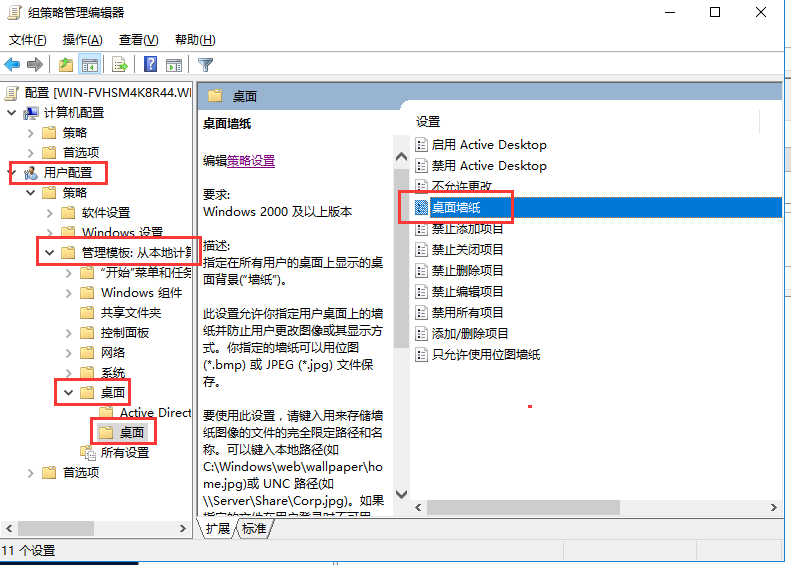 组策略管理编辑器
文件(F) 操作(A) 查看(V) 帮助(H)
配置 [WIN-FVHSM4K8R44.WI
计算机配置
策略
首选项
用户配置
策略
软件设置
Windows 设置
管理模板: 从本地计算
“开始”菜单和任务
Windows 组件
共享文件夹
控制面板
网络
系统
桌面
Active Direct
桌面
所有设置
首选项
桌面
桌面墙纸
编辑策略设置
要求:
Windows 2000 及以上版本
描述:
指定在所有用户的桌面上显示的桌
面背景(“墙纸”)。
此设置允许你指定用户桌面上的墙
纸并防止用户更改图像或其显示方
式。你指定的墙纸可以用位图
(*.bmp) 或 JPEG (*.jpg) 文件保
存。
要使用此设置，请键入用来存储墙
纸图像的文件的完全限定路径和名
称。可以键入本地路径(如
C:\Windows\web\wallpaper\ho
me.jpg)或 UNC 路径(如
\\Server\Share\Corp.jpg)。如果
指定的文件在用户登录时不可用
设置
启用 Active Desktop
禁用 Active Desktop
不允许更改
桌面墙纸
禁止添加项目
禁止关闭项目
禁止删除项目
禁止编辑项目
禁用所有项目
添加/删除项目
只允许使用位图墙纸
扩展 标准
11 个设置